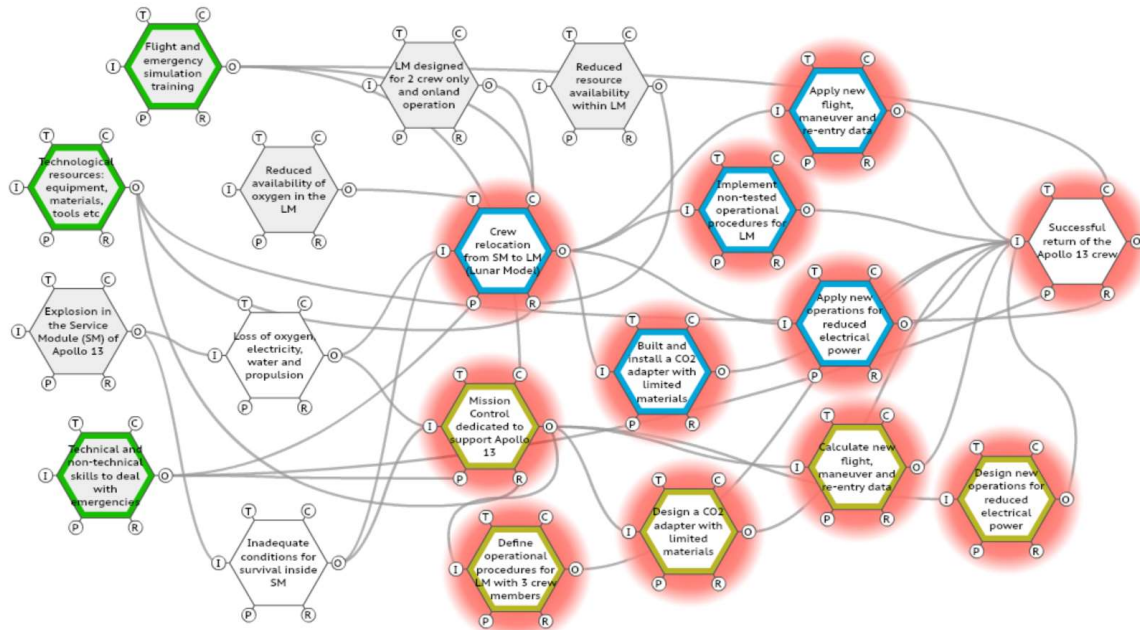 T
C
I
Flight and
emergency
simulation
training
O
P
R
T
C
I
LM designed
for 2 crew only
and onland
operation
O
P
R
T
C
I
Reduced
resource
availability
within LM
O
P
R
T
C
I
Apply new
flight,
maneuver and
re-entry data
O
P
R
T
C
I
Technological
resources:
equipment,
materials,
tools etc
O
P
R
T
C
I
Reduced
availability of
oxygen in the
LM
O
P
R
T
C
I
Crew
relocation
from SM to LM
(Lunar Model)
O
P
R
T
C
I
Implement
non-tested
operational
procedures for
LM
O
P
R
T
C
I
Successful
return of the
Apollo 13 crew
O
P
R
T
C
I
Explosion in
the Service
Module (SM) of
Apollo 13
O
P
R
T
C
I
Loss of oxygen,
electricity,
water and
propulsion
O
P
R
T
C
I
Built and
install a CO2
adapter with
limited
materials
O
P
R
T
C
I
Apply new
operations for
reduced
electrical
power
O
P
R
T
C
I
Technical and
non-technical
skills to deal
with
emergencies
O
P
R
T
C
I
Mission
Control
dedicated to
support Apollo
13
O
P
R
T
C
I
Calculate new
flight,
maneuver and
re-entry data
O
P
R
T
C
I
Design new
operations for
reduced
electrical
power
O
P
R
T
C
I
Inadequate
conditions for
survival inside
SM
O
P
R
T
C
I
Define
operational
procedures for
LM with 3 crew
members
O
P
R
T
C
I
Design a CO2
adapter with
limited
materials
O
P
R